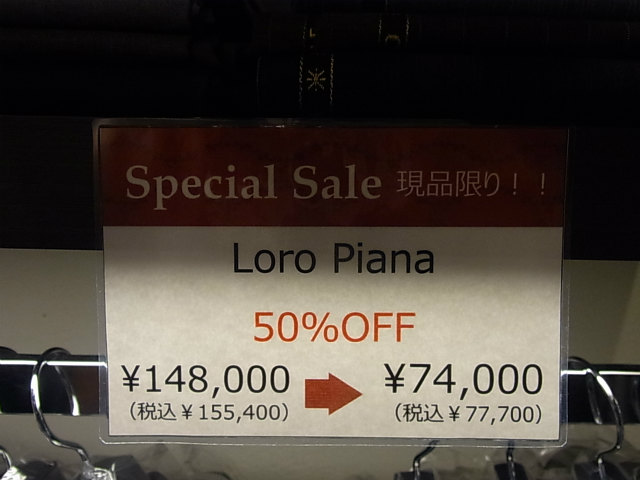 Special Sale 現品限り！！
Loro Piana
50%OFF
¥148,000 ¥74,000
（税込￥155,400） （税込￥77,700）